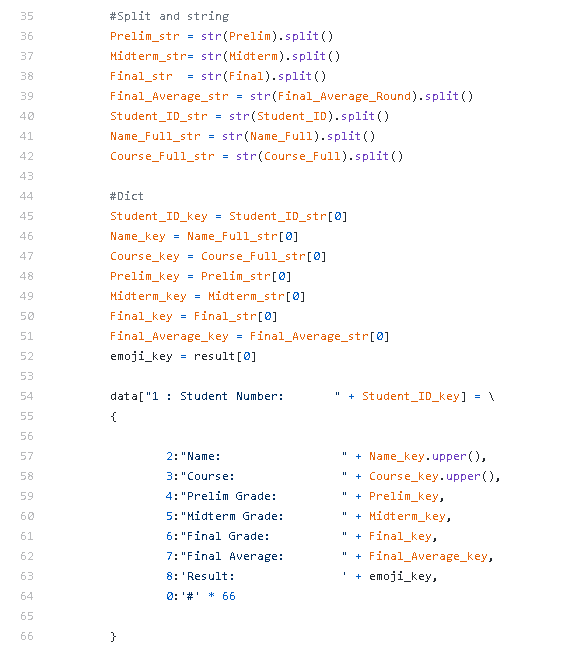 35 #Split and string
36 Prelim_str = str(Prelim).split()
37 Midterm_str= str(Midterm).split()
38 Final_str  = str(Final).split()
39 Final_Average_str = str(Final_Average_Round).split()
40 Student_ID_str = str(Student_ID).split()
41 Name_Full_str = str(Name_Full).split()
42 Course_Full_str = str(Course_Full).split()
43
44 #Dict
45 Student_ID_key = Student_ID_str[0]
46 Name_key = Name_Full_str[0]
47 Course_key = Course_Full_str[0]
48 Prelim_key = Prelim_str[0]
49 Midterm_key = Midterm_str[0]
50 Final_key = Final_str[0]
51 Final_Average_key = Final_Average_str[0]
52 emoji_key = result[0]
53
54 data["1 : Student Number:       " + Student_ID_key] = \
55 {
56
57         2:"Name:                 " + Name_key.upper(),
58         3:"Course:               " + Course_key.upper(),
59         4:"Prelim Grade:         " + Prelim_key,
60         5:"Midterm Grade:        " + Midterm_key,
61         6:"Final Grade:          " + Final_key,
62         7:"Final Average:        " + Final_Average_key,
63         8:'Result:               ' + emoji_key,
64         0:'#' * 66
65
66 }